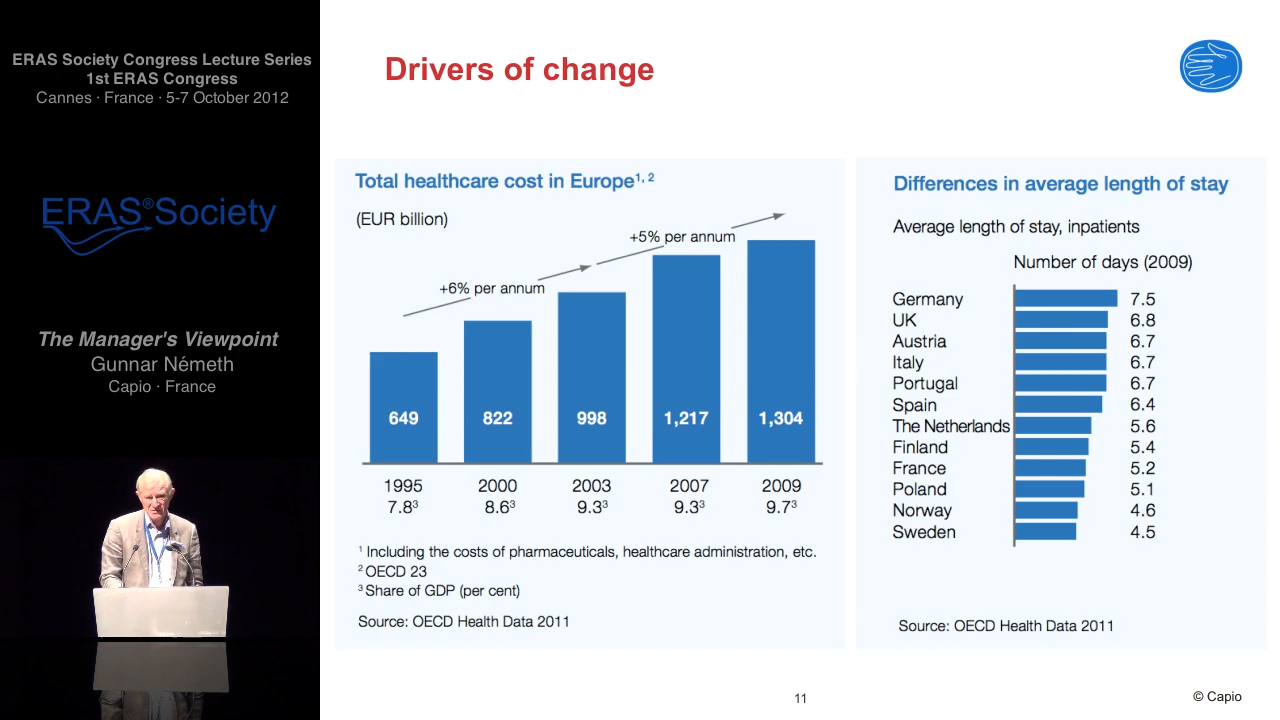 ERAS Society Congress Lecture Series
1st ERAS Congress
Cannes · France · 5-7 October 2012
ERAS®Society
The Manager's Viewpoint
Gunnar Németh
Capio · France
Drivers of change
Total healthcare cost in Europe¹, ²
(EUR billion)
+6% per annum
+5% per annum
649 822 998 1,217 1,304
1995 2000 2003 2007 2009
7.8³ 8.6³ 9.3³ 9.3³ 9.7³
¹ Including the costs of pharmaceuticals, healthcare administration, etc.
² OECD 23
³ Share of GDP (per cent)
Source: OECD Health Data 2011
Differences in average length of stay
Average length of stay, inpatients
Number of days (2009)
Germany 7.5
UK 6.8
Austria 6.7
Italy 6.7
Portugal 6.7
Spain 6.4
The Netherlands 5.6
Finland 5.4
France 5.2
Poland 5.1
Norway 4.6
Sweden 4.5
Source: OECD Health Data 2011
11
© Capio